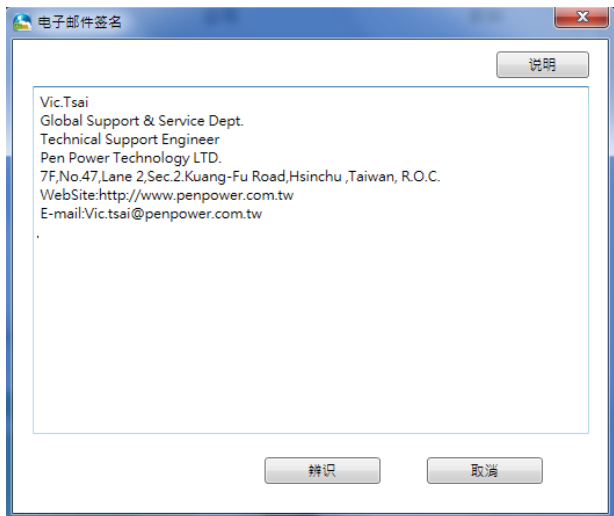 电子邮件签名
说明
Vic.Tsai
Global Support & Service Dept.
Technical Support Engineer
Pen Power Technology LTD.
7F,No.47,Lane 2,Sec.2.Kuang-Fu Road,Hsinchu ,Taiwan, R.O.C.
WebSite:http://www.penpower.com.tw
E-mail:Vic.tsai@penpower.com.tw
.
辨识
取消